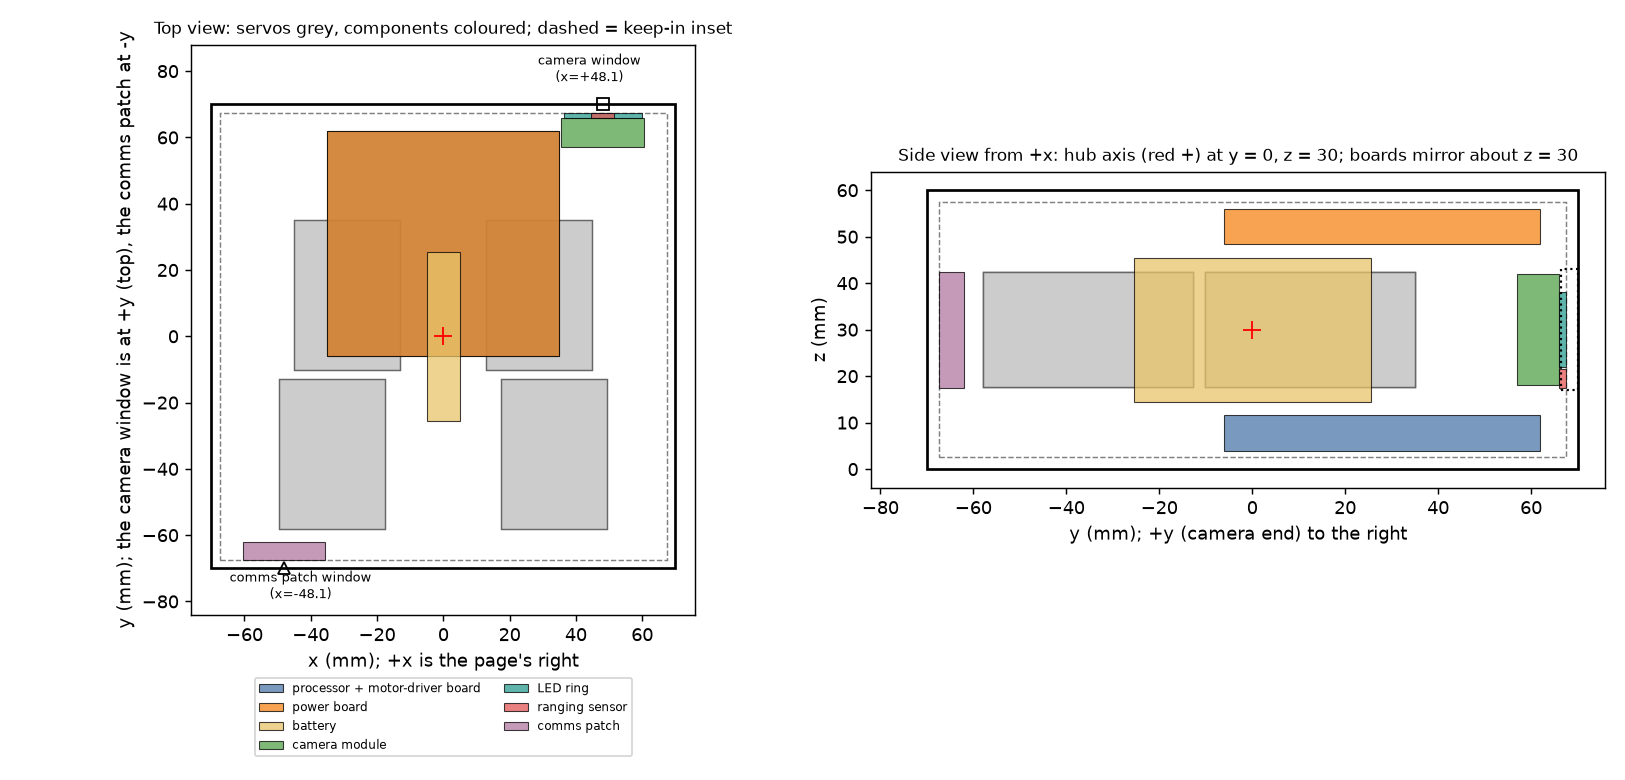 Top view: servos grey, components coloured; dashed = keep-in inset
camera window
(x=+48.1)
y (mm); the camera window is at +y (top), the comms patch at -y
80
60
40
20
0
−20
−40
−60
−80
comms patch window
(x=-48.1)
−60
−40
−20
0
20
40
60
x (mm); +x is the page's right
processor + motor-driver board
power board
battery
camera module
LED ring
ranging sensor
comms patch
Side view from +x: hub axis (red +) at y = 0, z = 30; boards mirror about z = 30
z (mm)
60
50
40
30
20
10
0
−80
−60
−40
−20
0
20
40
60
y (mm); +y (camera end) to the right